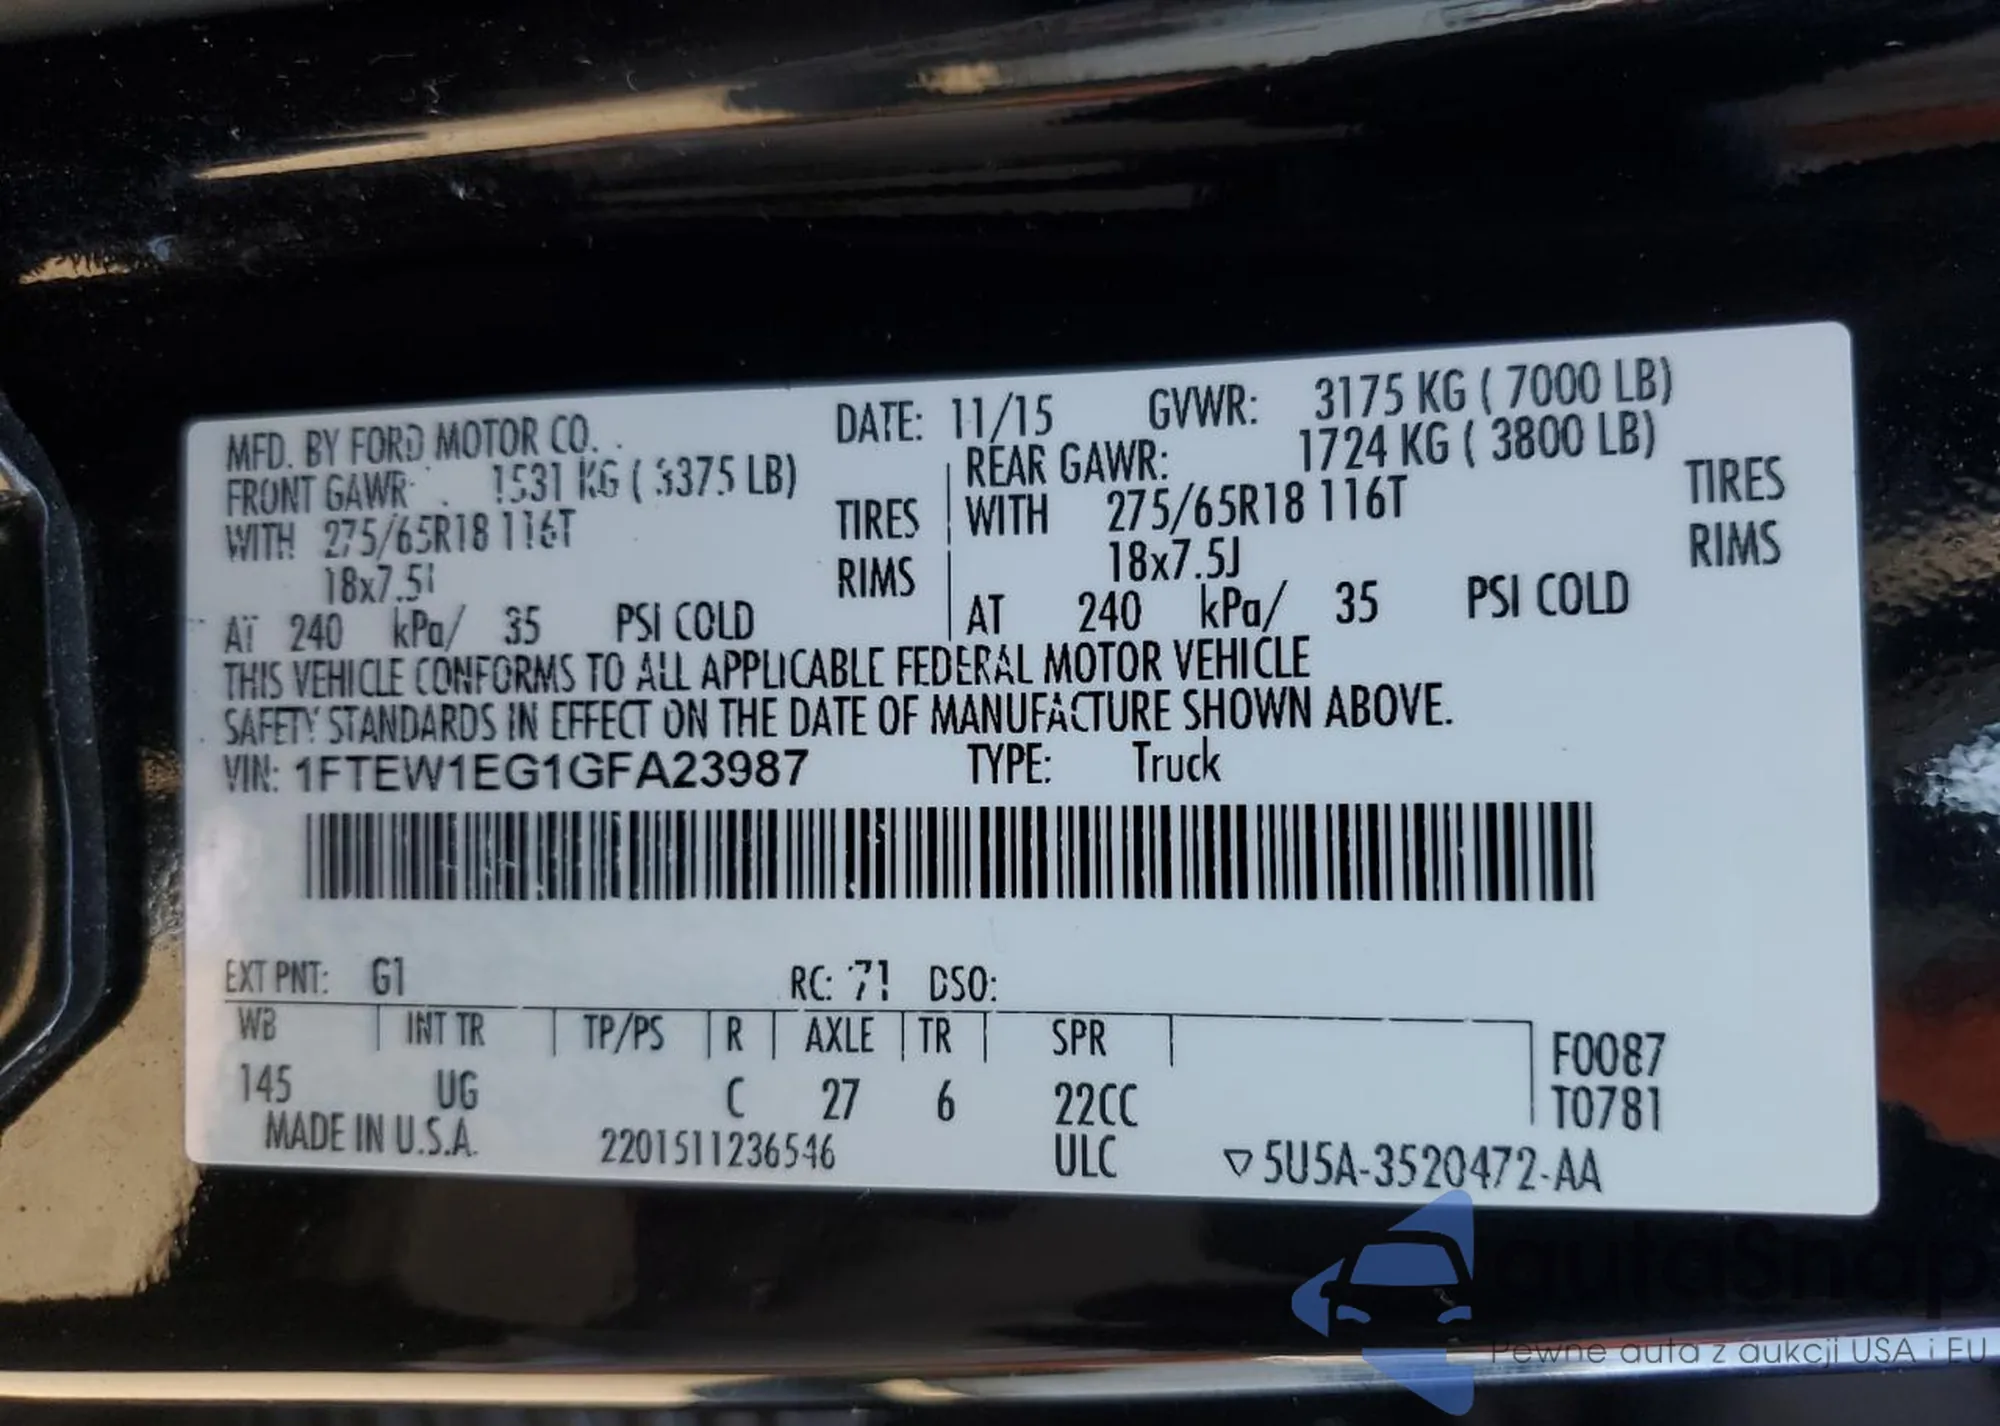 MFD. BY FORD MOTOR CO. DATE: 11/15 GVWR: 3175 KG ( 7000 LB)
FRONT GAWR: 1531 KG ( 3375 LB) REAR GAWR: 1724 KG ( 3800 LB)
WITH 275/65R18 116T TIRES WITH 275/65R18 116T TIRES
18x7.5J RIMS 18x7.5J RIMS
AT 240 kPa/ 35 PSI COLD AT 240 kPa/ 35 PSI COLD
THIS VEHICLE CONFORMS TO ALL APPLICABLE FEDERAL MOTOR VEHICLE
SAFETY STANDARDS IN EFFECT ON THE DATE OF MANUFACTURE SHOWN ABOVE.
VIN: 1FTEW1EG1GFA23987 TYPE: Truck
EXT PNT: G1 RC: 71 DSO:
WB INT TR TP/PS R AXLE TR SPR
145 UG C 27 6 22CC
F0087
T0781
MADE IN U.S.A. 2201511236546 ULC ▽5U5A-3520472-AA
autoSnap
Pewne auta z aukcji USA i EU